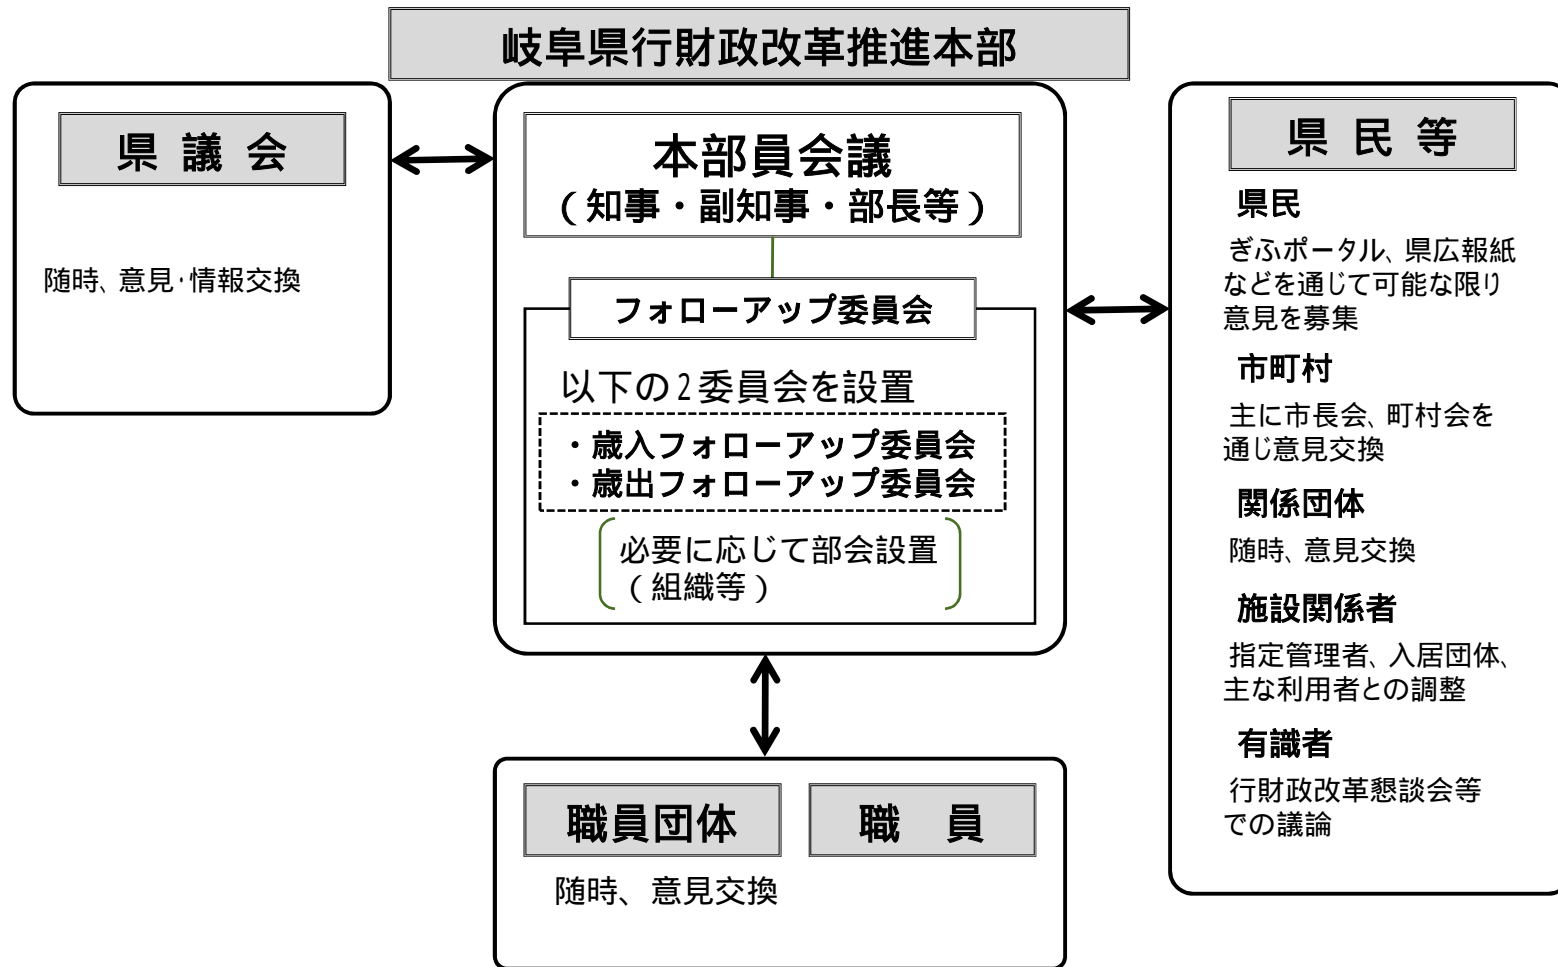 岐阜県行財政改革推進本部
県 議 会
随時、意見･情報交換
本部員会議
（知事・副知事・部長等）
フォローアップ委員会
以下の2委員会を設置
・歳入フォローアップ委員会
・歳出フォローアップ委員会
必要に応じて部会設置
（組織等）
職員団体
職　員
随時、意見交換
県 民 等
県民
ぎふポータル、県広報紙
などを通じて可能な限り
意見を募集
市町村
主に市長会、町村会を
通じ意見交換
関係団体
随時、意見交換
施設関係者
指定管理者、入居団体、
主な利用者との調整
有識者
行財政改革懇談会等
での議論